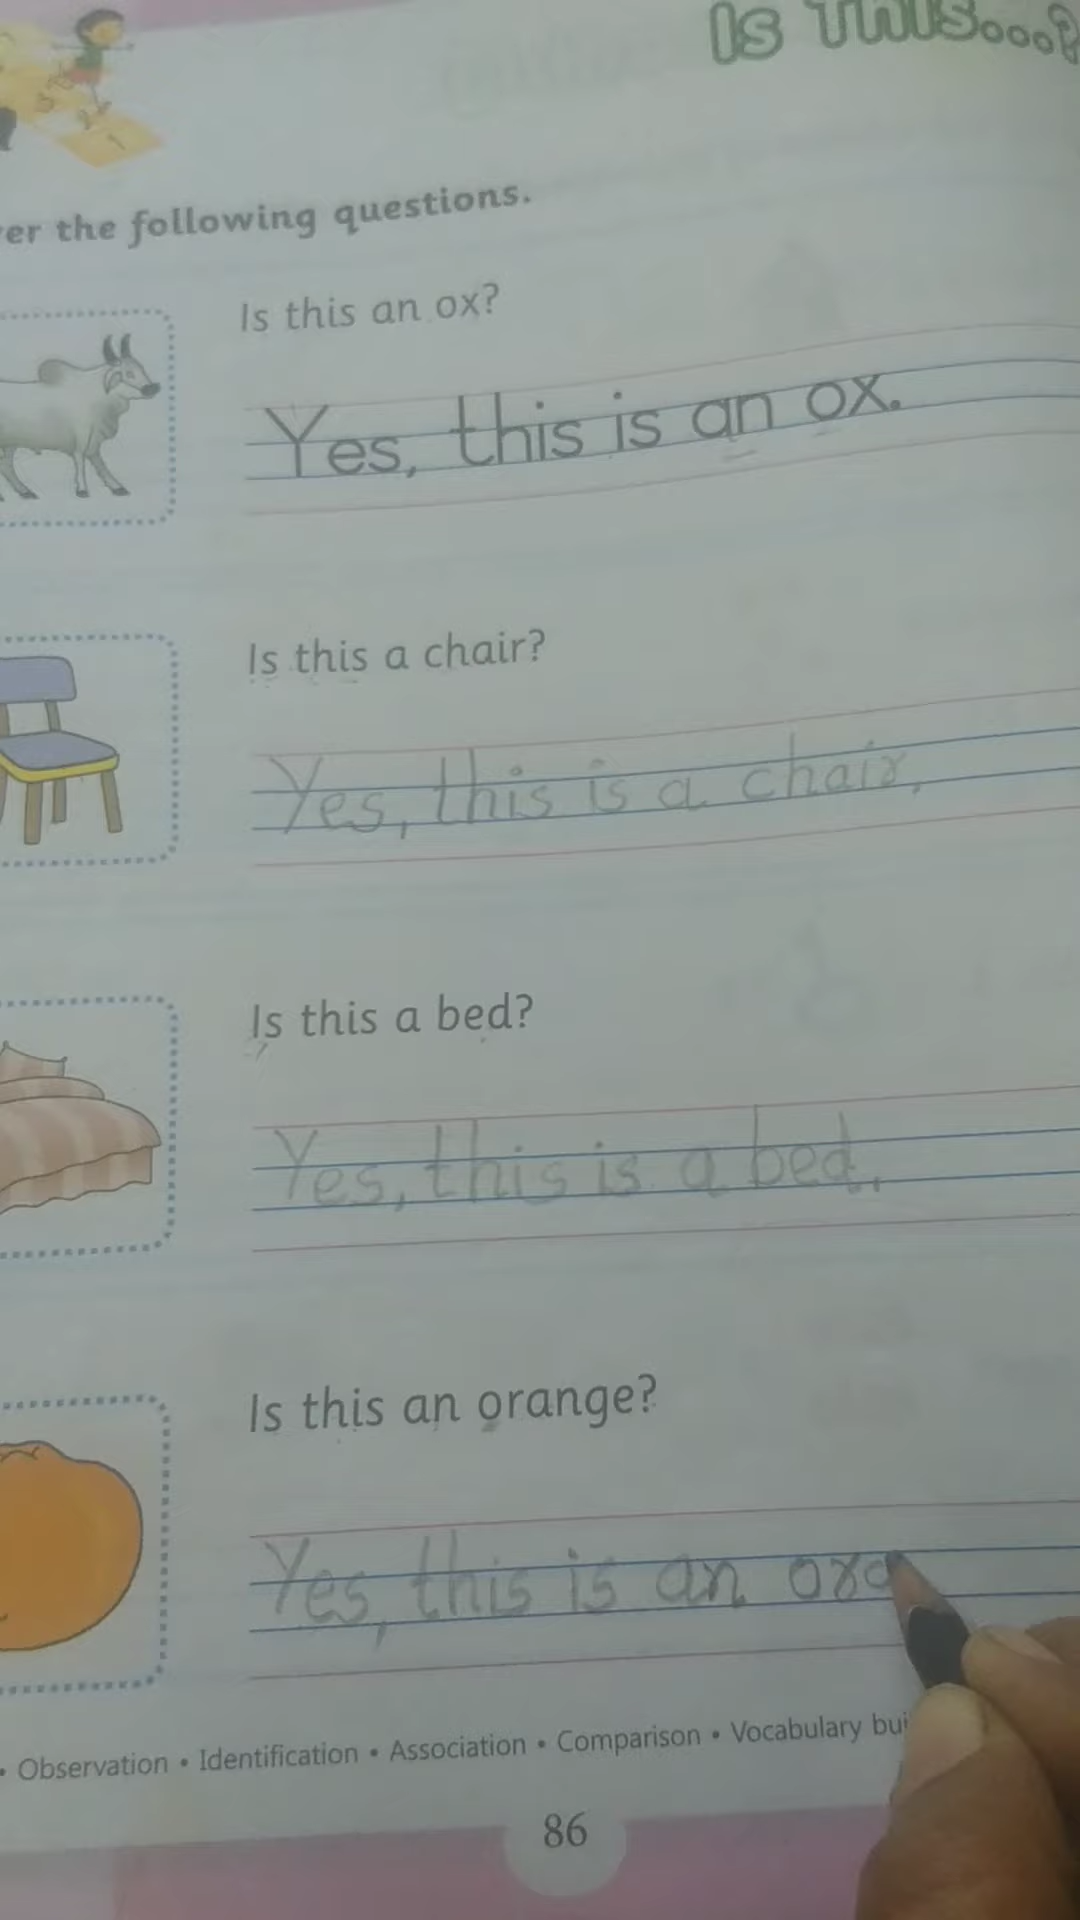 Is This...?
er the following questions.
Is this an ox?
Yes, this is an ox.
Is this a chair?
Yes, this is a chair.
Is this a bed?
Yes, this is a bed.
Is this an orange?
Yes, this is an ora
• Observation • Identification • Association • Comparison • Vocabulary bui
86